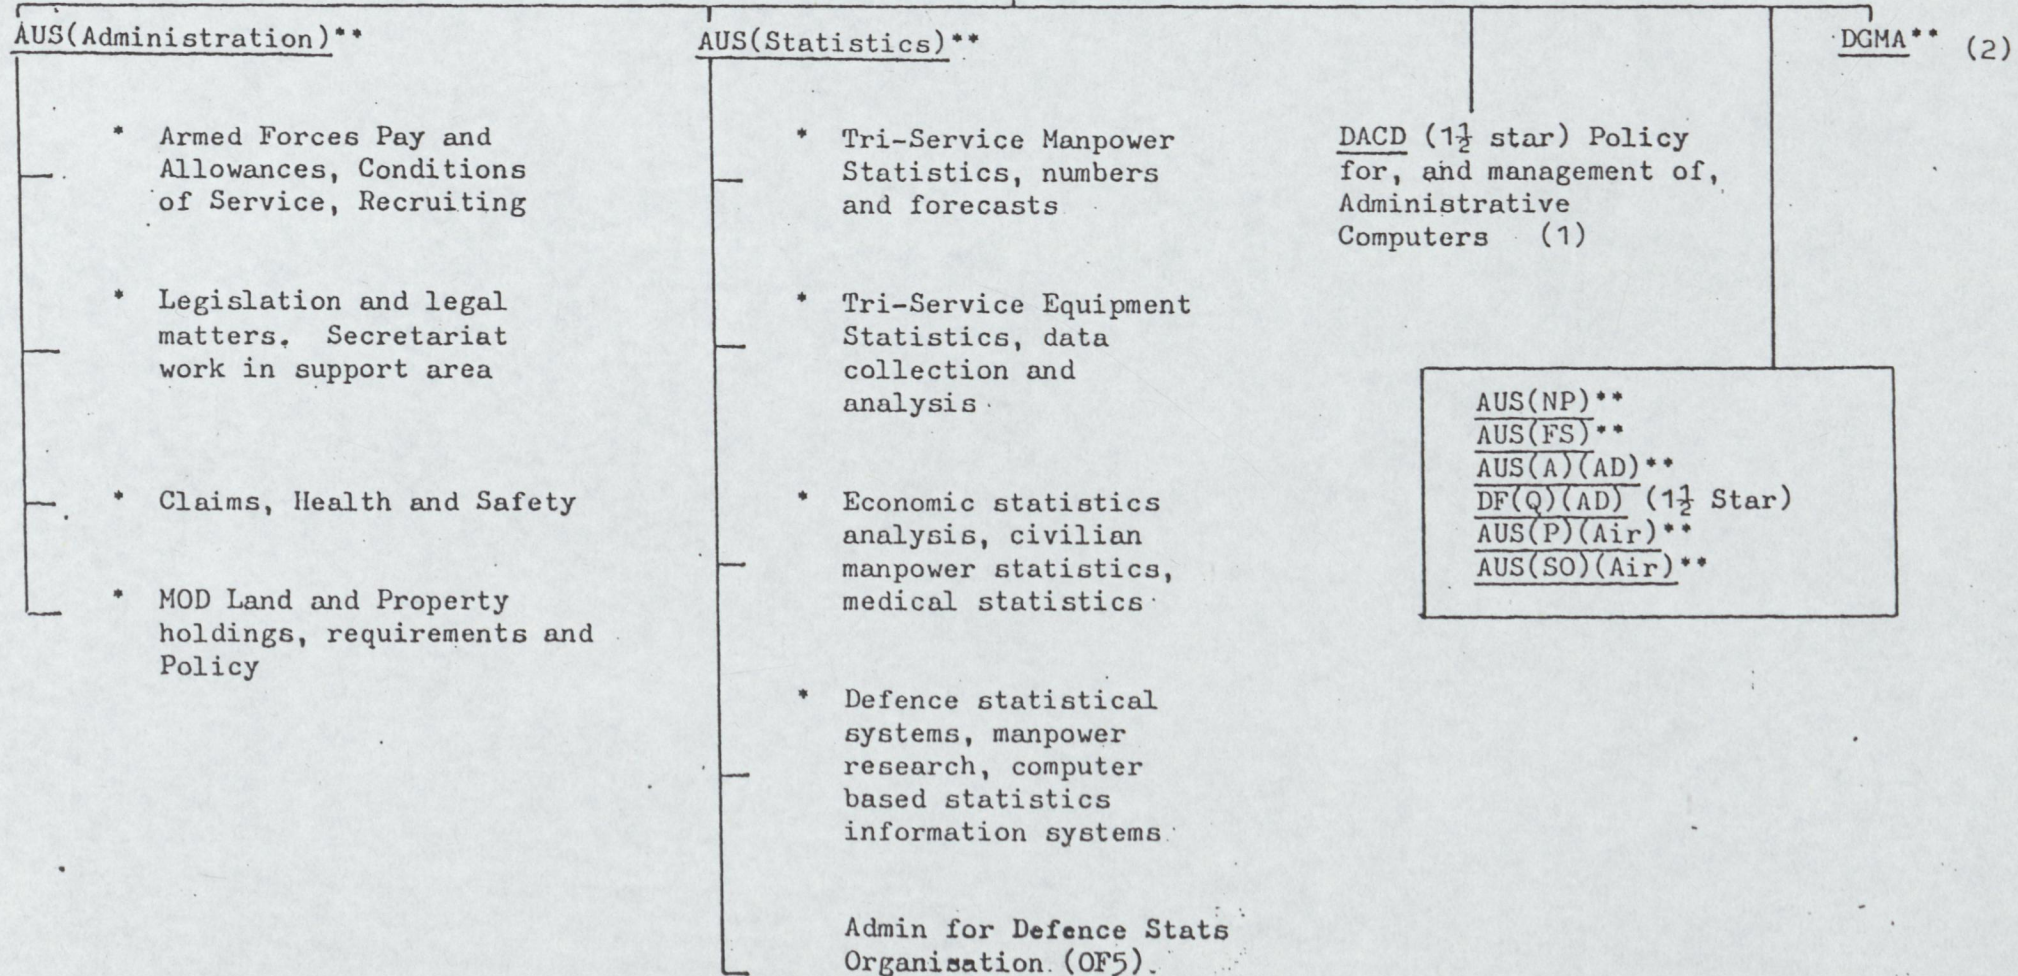 AUS(Administration)**
* Armed Forces Pay and
Allowances, Conditions
of Service, Recruiting
* Legislation and legal
matters. Secretariat
work in support area
* Claims, Health and Safety
* MOD Land and Property
holdings, requirements and
Policy
AUS(Statistics)**
* Tri-Service Manpower
Statistics, numbers
and forecasts
* Tri-Service Equipment
Statistics, data
collection and
analysis
* Economic statistics
analysis, civilian
manpower statistics,
medical statistics
* Defence statistical
systems, manpower
research, computer
based statistics
information systems
Admin for Defence Stats
Organisation (OF5).
DACD (1½ star) Policy
for, and management of,
Administrative
Computers (1)
AUS(NP)**
AUS(FS)**
AUS(A)(AD)**
DF(Q)(AD) (1½ Star)
AUS(P)(Air)**
AUS(SO)(Air)**
DGMA** (2)